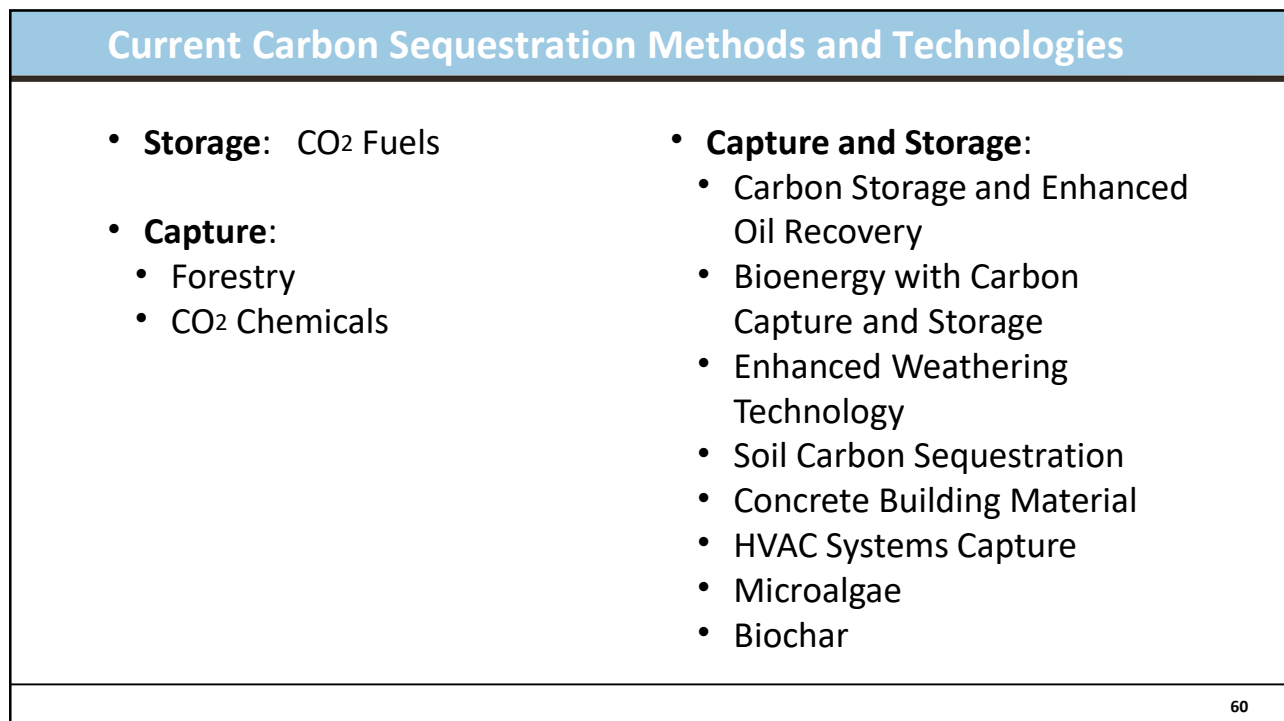 Current Carbon Sequestration Methods and Technologies
• Storage: CO2 Fuels
• Capture:
• Forestry
• CO2 Chemicals
• Capture and Storage:
• Carbon Storage and Enhanced
Oil Recovery
• Bioenergy with Carbon
Capture and Storage
• Enhanced Weathering
Technology
• Soil Carbon Sequestration
• Concrete Building Material
• HVAC Systems Capture
• Microalgae
• Biochar
60